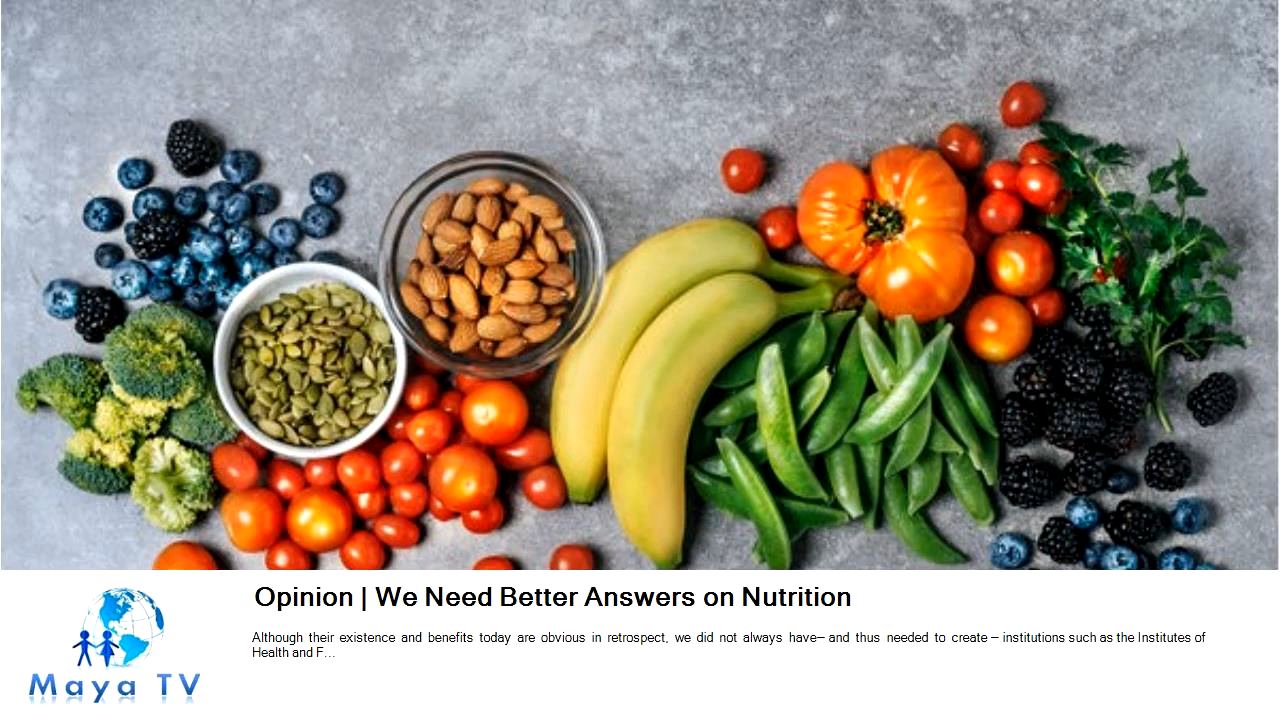 Opinion | We Need Better Answers on Nutrition
Although their existence and benefits today are obvious in retrospect, we did not always have– and thus needed to create – institutions such as the Institutes of
Health and F...
Maya TV